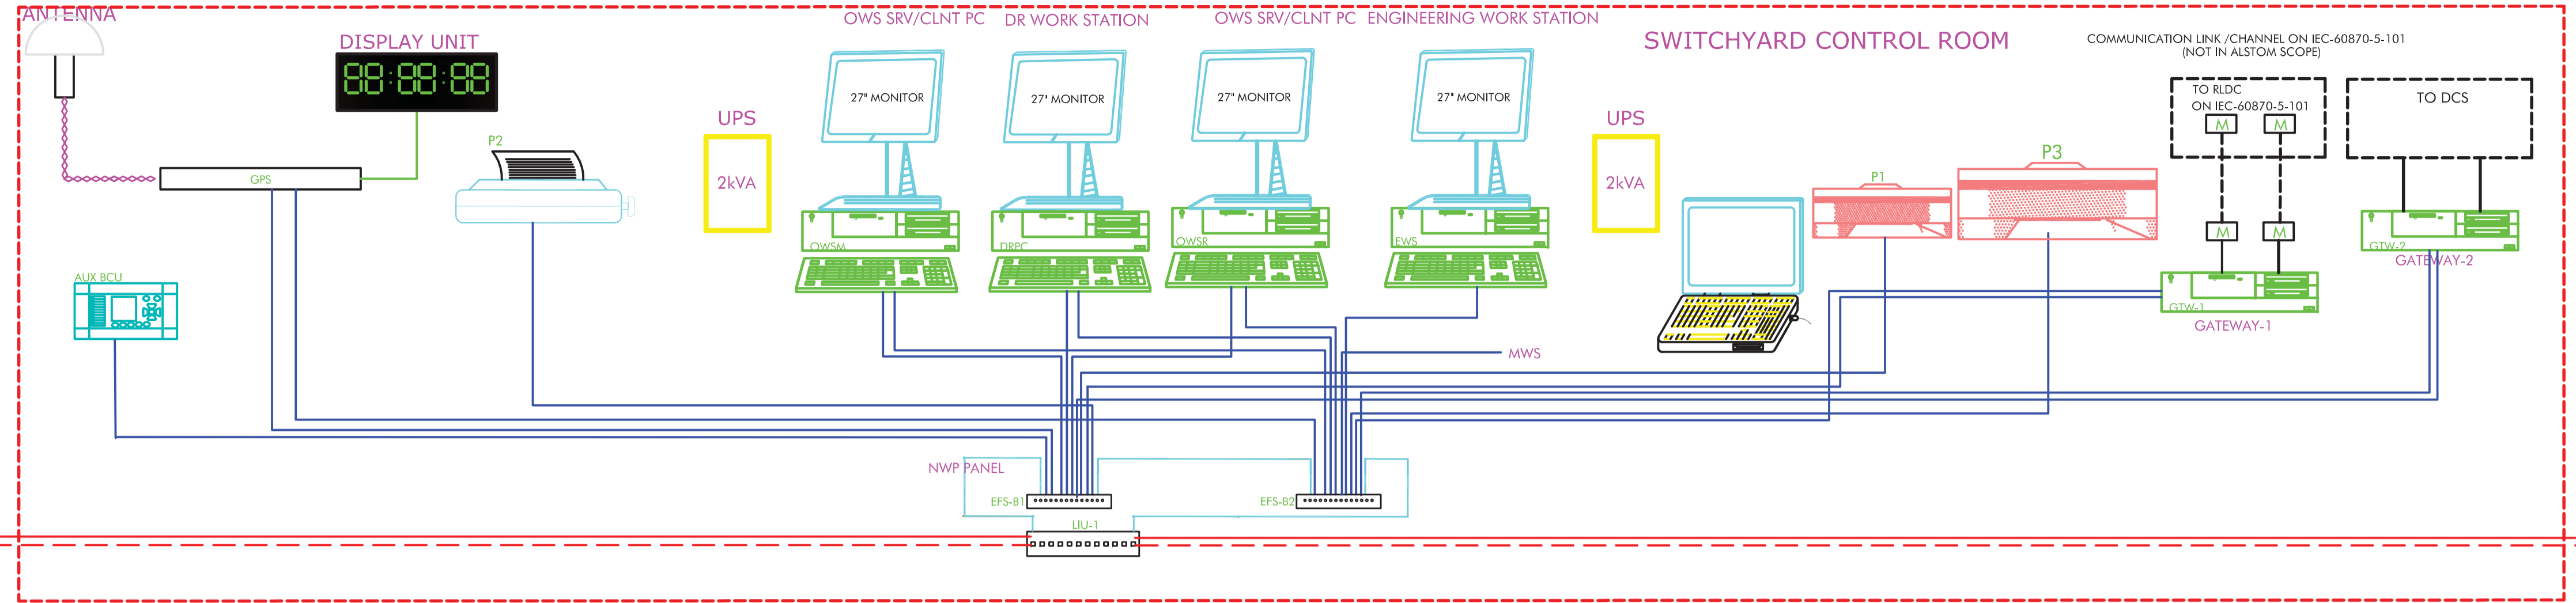 ANTENNA
OWS SRV/CLNT PC
DR WORK STATION
OWS SRV/CLNT PC
ENGINEERING WORK STATION
DISPLAY UNIT
SWITCHYARD CONTROL ROOM
COMMUNICATION LINK /CHANNEL ON IEC-60870-5-101
(NOT IN ALSTOM SCOPE)
88:88:88
27" MONITOR
27" MONITOR
27" MONITOR
27" MONITOR
TO RLDC
ON IEC-60870-5-101
TO DCS
M
M
UPS
UPS
2kVA
2kVA
P2
P1
P3
GPS
M
M
OWSM
DRPC
OWSR
EWS
GTW-2
GATEWAY-2
AUX BCU
GTW-1
GATEWAY-1
MWS
NWP PANEL
EFS-B1
EFS-B2
LIU-1